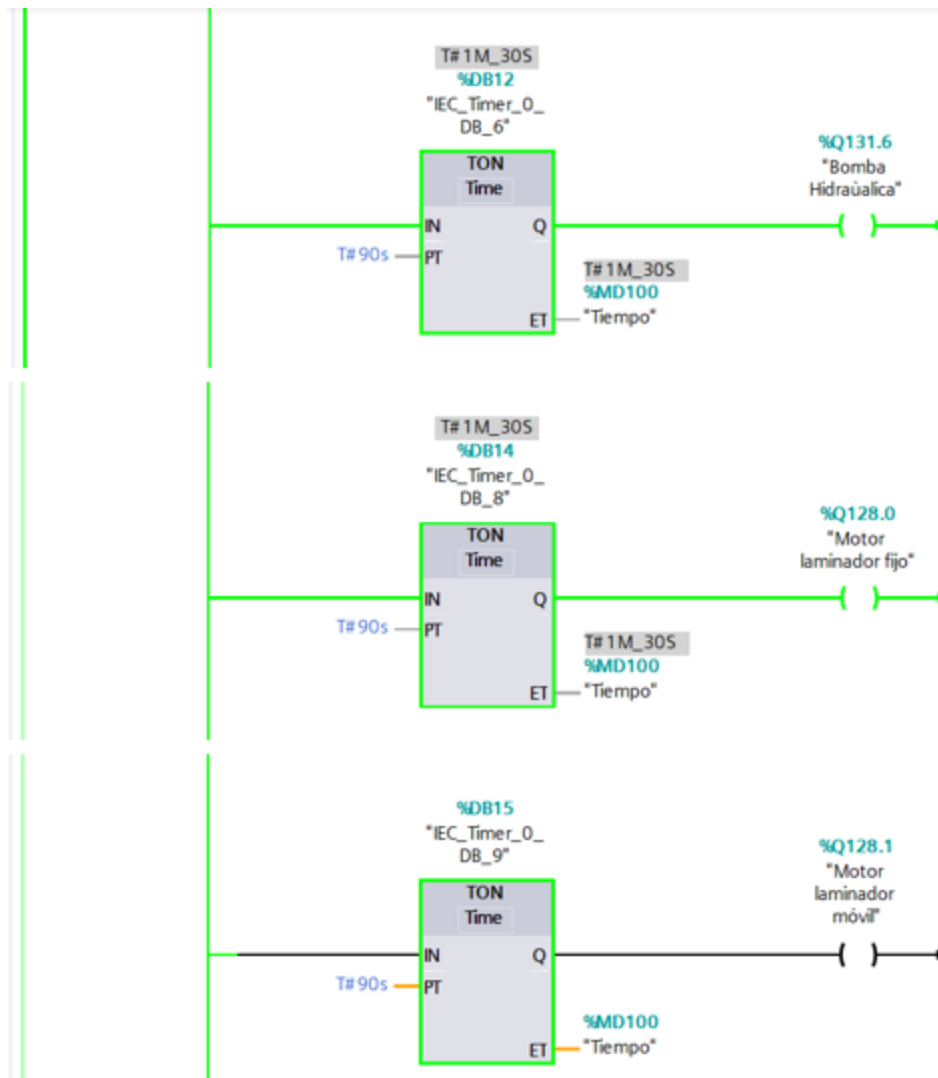 T#1M_30S
%DB12
"IEC_Timer_0_
DB_6"
TON
Time
IN
Q
T#90s
PT
ET
T#1M_30S
%MD100
"Tiempo"
%Q131.6
"Bomba
Hidraùalica"
T#1M_30S
%DB14
"IEC_Timer_0_
DB_8"
TON
Time
IN
Q
T#90s
PT
ET
T#1M_30S
%MD100
"Tiempo"
%Q128.0
"Motor
laminador fijo"
%DB15
"IEC_Timer_0_
DB_9"
TON
Time
IN
Q
T#90s
PT
ET
%MD100
"Tiempo"
%Q128.1
"Motor
laminador
móvil"